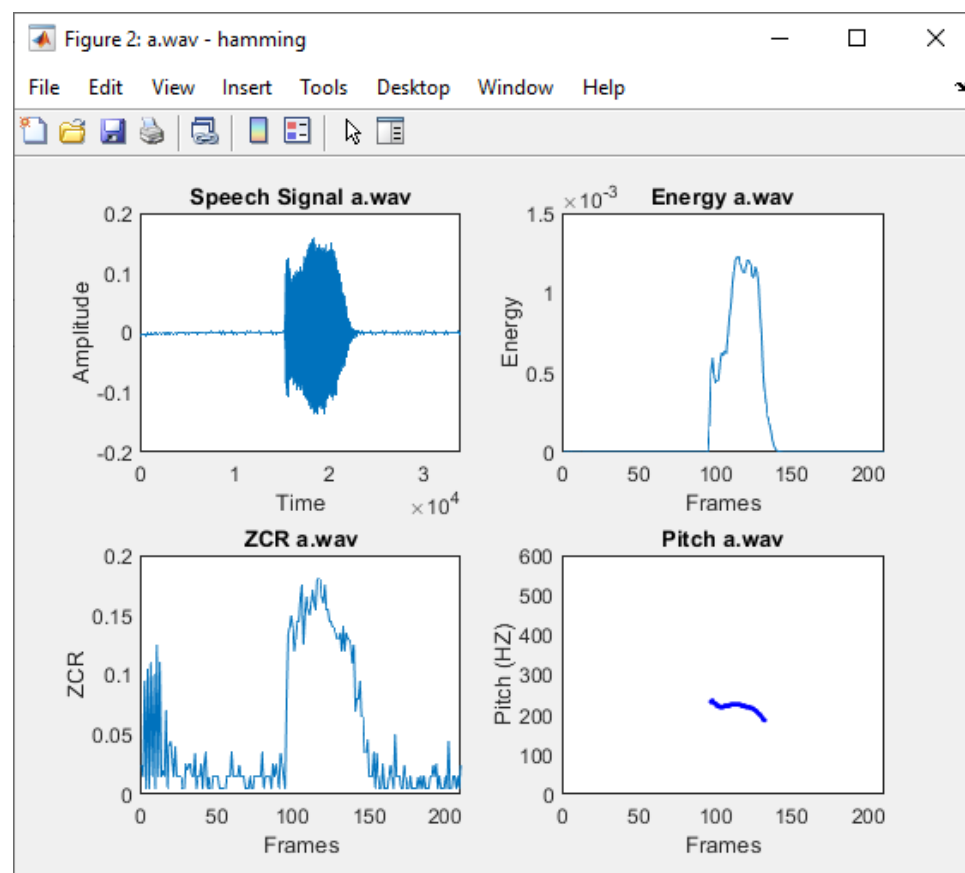 Figure 2: a.wav - hamming
File Edit View Insert Tools Desktop Window Help
Speech Signal a.wav
0.2
0.1
0
-0.1
-0.2
Amplitude
0 1 2 3
Time
×10^4
Energy a.wav
×10^-3
1.5
1
0.5
0
Energy
0 50 100 150 200
Frames
ZCR a.wav
0.2
0.15
0.1
0.05
0
ZCR
0 50 100 150 200
Frames
Pitch a.wav
600
500
400
300
200
100
0
Pitch (HZ)
0 50 100 150 200
Frames